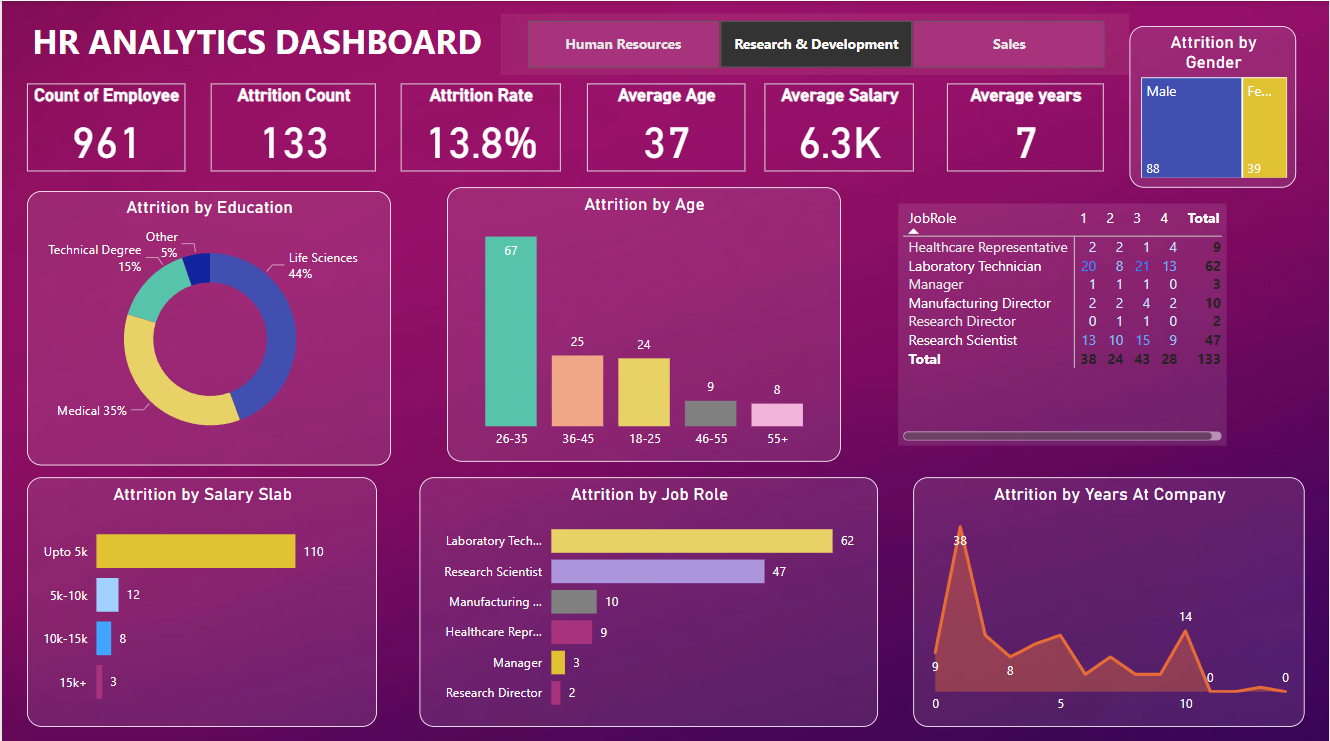 HR ANALYTICS DASHBOARD
Human Resources
Research & Development
Sales
Attrition by
Gender
Male
Fe...
88
39
Count of Employee
961
Attrition Count
133
Attrition Rate
13.8%
Average Age
37
Average Salary
6.3K
Average years
7
Attrition by Education
Other
5%
Technical Degree
15%
Life Sciences
44%
Medical 35%
Attrition by Age
67
25
24
9
8
26-35 36-45 18-25 46-55 55+
JobRole 1 2 3 4 Total
Healthcare Representative 2 2 1 4 9
Laboratory Technician 20 8 21 13 62
Manager 1 1 1 0 3
Manufacturing Director 2 2 4 2 10
Research Director 0 1 1 0 2
Research Scientist 13 10 15 9 47
Total 38 24 43 28 133
Attrition by Salary Slab
Upto 5k 110
5k-10k 12
10k-15k 8
15k+ 3
Attrition by Job Role
Laboratory Tech... 62
Research Scientist 47
Manufacturing ... 10
Healthcare Repr... 9
Manager 3
Research Director 2
Attrition by Years At Company
38
14
9
8
0
0
0 5 10